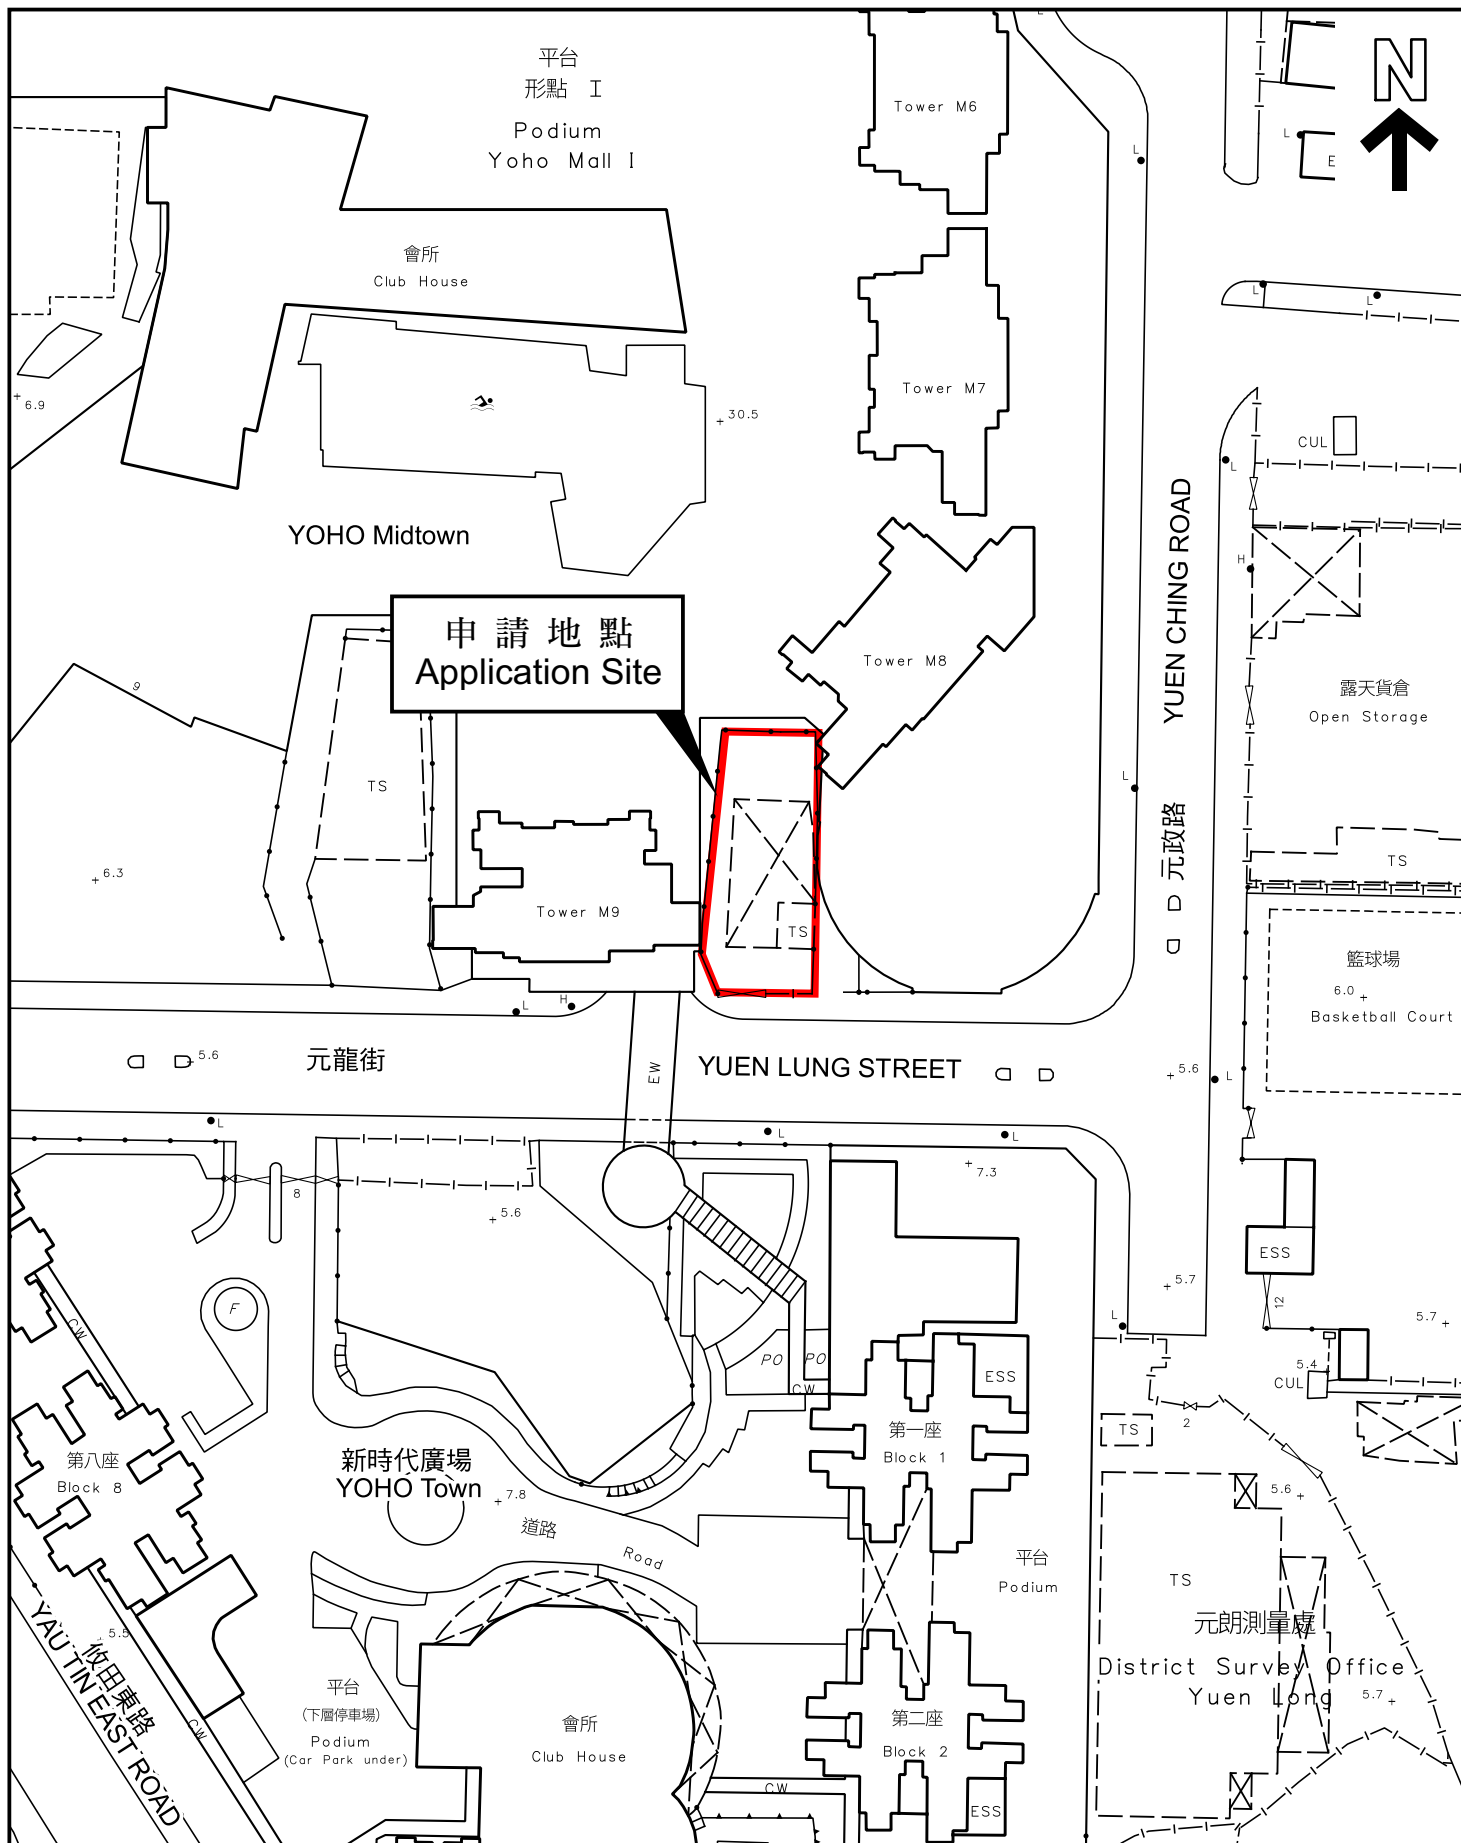 N
平台
形點 I
Podium
Yoho Mall I
Tower M6
L
L
L
E
會所
Club House
L
L
Tower M7
6.9
30.5
CUL
L
YOHO Midtown
YUEN CHING ROAD
元政路
H
申請地點
Application Site
Tower M8
9
露天貨倉
Open Storage
TS
L
TS
6.3
Tower M9
TS
籃球場
6.0
Basketball Court
L
H
5.6
元龍街
EW
YUEN LUNG STREET
5.6
L
L
L
L
7.3
8
5.6
ESS
F
CW
5.7
12
5.7
L
PO
PO
CW
ESS
5.4
CUL
第一座
Block 1
TS
2
第八座
Block 8
新時代廣場
YOHO Town
7.8
5.6
道路
Road
平台
Podium
TS
元朗測量處
District Survey Office
Yuen Long
5.7
5.5
攸田東路
YAU TIN EAST ROAD
CW
平台
(下層停車場)
Podium
(Car Park under)
會所
Club House
第二座
Block 2
CW
ESS